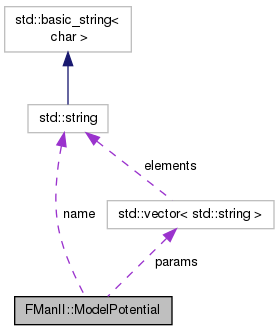 std::basic_string<
char >
std::string
elements
name
std::vector< std::string >
params
FManII::ModelPotential